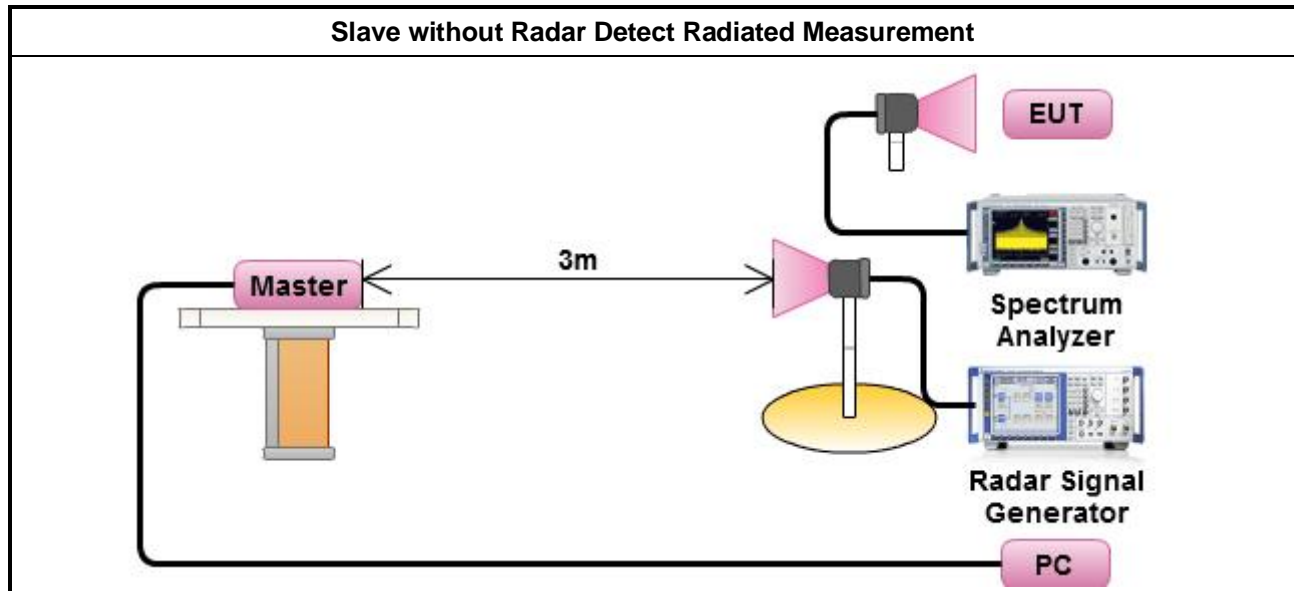 Slave without Radar Detect Radiated Measurement
EUT
3m
Master
Spectrum
Analyzer
Radar Signal
Generator
PC